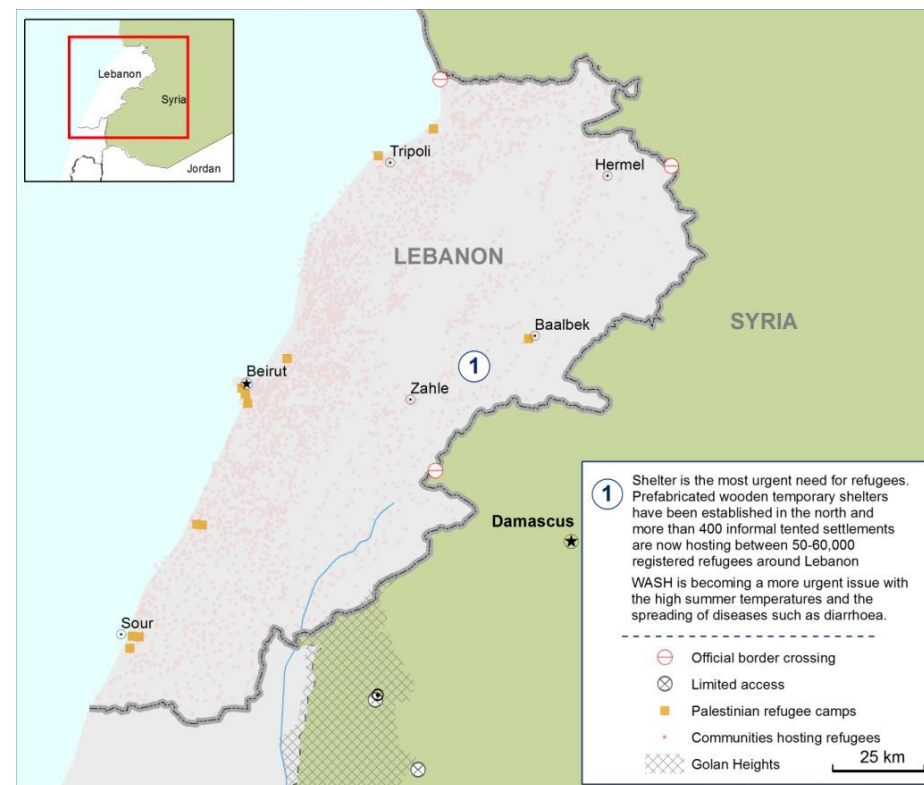 Lebanon
Syria
Jordan
Tripoli
Hermel
LEBANON
SYRIA
Baalbek
Beirut
1
Zahle
Damascus
Sour
1
Shelter is the most urgent need for refugees.
Prefabricated wooden temporary shelters
have been established in the north and
more than 400 informal tented settlements
are now hosting between 50-60,000
registered refugees around Lebanon
WASH is becoming a more urgent issue with
the high summer temperatures and the
spreading of diseases such as diarrhoea.
Official border crossing
Limited access
Palestinian refugee camps
Communities hosting refugees
Golan Heights
25 km